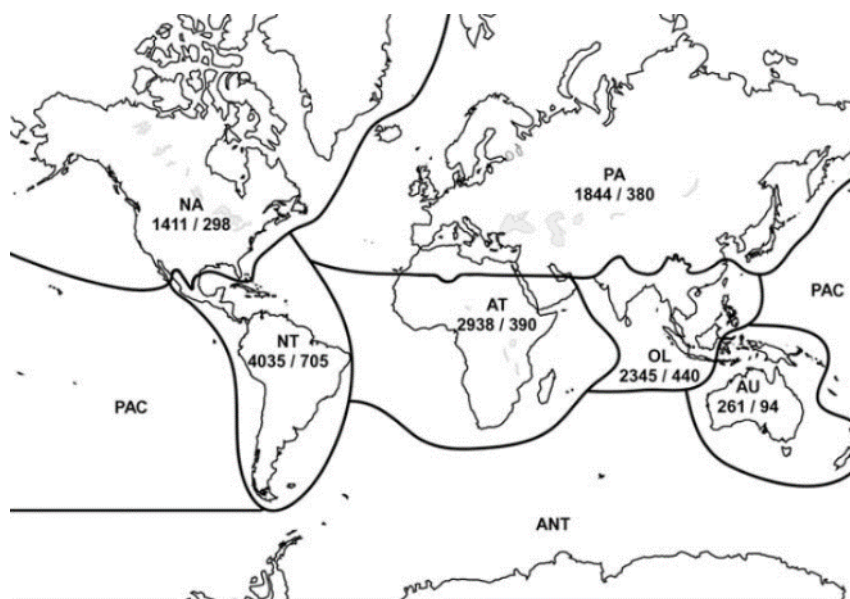 NA
1411 / 298
PA
1844 / 380
AT
2938 / 390
PAC
NT
4035 / 705
OL
2345 / 440
AU
261 / 94
PAC
ANT